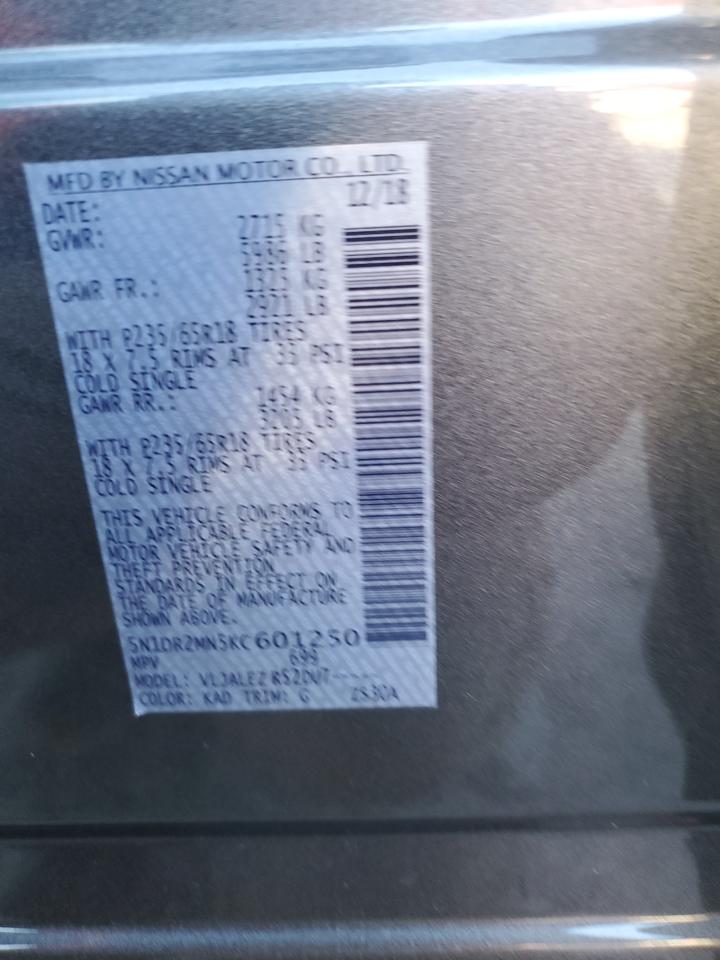 MFD BY NISSAN MOTOR CO., LTD.
DATE: 12/18
GVWR: 2715 KG
5986 LB
GAWR FR.: 1325 KG
2921 LB
WITH P235/65R18 TIRES
18 X 7.5 RIMS AT 33 PSI
COLD SINGLE
GAWR RR.: 1454 KG
3205 LB
WITH P235/65R18 TIRES
18 X 7.5 RIMS AT 33 PSI
COLD SINGLE
THIS VEHICLE CONFORMS TO
ALL APPLICABLE FEDERAL
MOTOR VEHICLE SAFETY AND
THEFT PREVENTION
STANDARDS IN EFFECT ON
THE DATE OF MANUFACTURE
SHOWN ABOVE.
5N1DR2MN5KC601250
MPV 699
MODEL:
COLOR: KAD TRIM: G